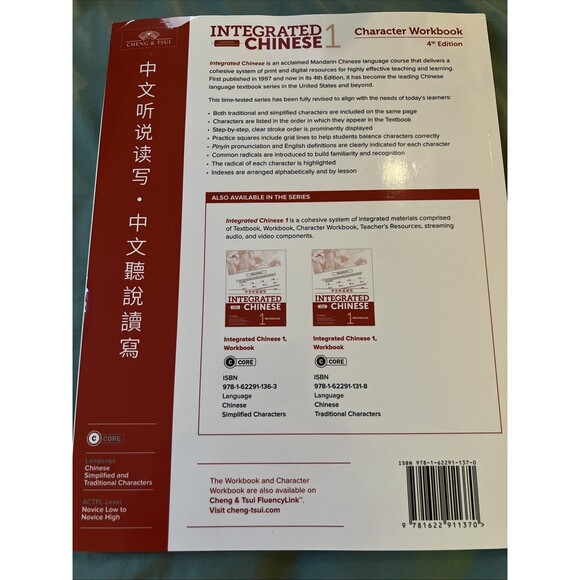 CHENG & TSUI
中文听说读写・中文聽說讀寫
C CORE
Language
Chinese
Simplified and
Traditional Characters
ACTFL Level
Novice Low to
Novice High
INTEGRATED
CHINESE 1
Character Workbook
4th Edition
Integrated Chinese is an acclaimed Mandarin Chinese language course that delivers a
cohesive system of print and digital resources for highly effective teaching and learning.
First published in 1997 and now in its 4th Edition, it has become the leading Chinese
language textbook series in the United States and beyond.
This time-tested series has been fully revised to align with the needs of today's learners:
• Both traditional and simplified characters are included on the same page
• Characters are listed in the order in which they appear in the Textbook
• Step-by-step, clear stroke order is prominently displayed
• Practice squares include grid lines to help students balance characters correctly
• Pinyin pronunciation and English definitions are clearly indicated for each character
• Common radicals are introduced to build familiarity and recognition
• The radical of each character is highlighted
• Indexes are arranged alphabetically and by lesson
ALSO AVAILABLE IN THE SERIES
Integrated Chinese 1 is a cohesive system of integrated materials comprised
of Textbook, Workbook, Character Workbook, Teacher's Resources, streaming
audio, and video components.
INTEGRATED
CHINESE
1 Workbook
Integrated Chinese 1,
Workbook
C CORE
ISBN
978-1-62291-136-3
Language
Chinese
Simplified Characters
INTEGRATED
CHINESE
1 Workbook
Integrated Chinese 1,
Workbook
C CORE
ISBN
978-1-62291-131-8
Language
Chinese
Traditional Characters
The Workbook and Character
Workbook are also available on
Cheng & Tsui FluencyLink™.
Visit cheng-tsui.com
ISBN 978-1-62291-137-0
9 781622 911370 >